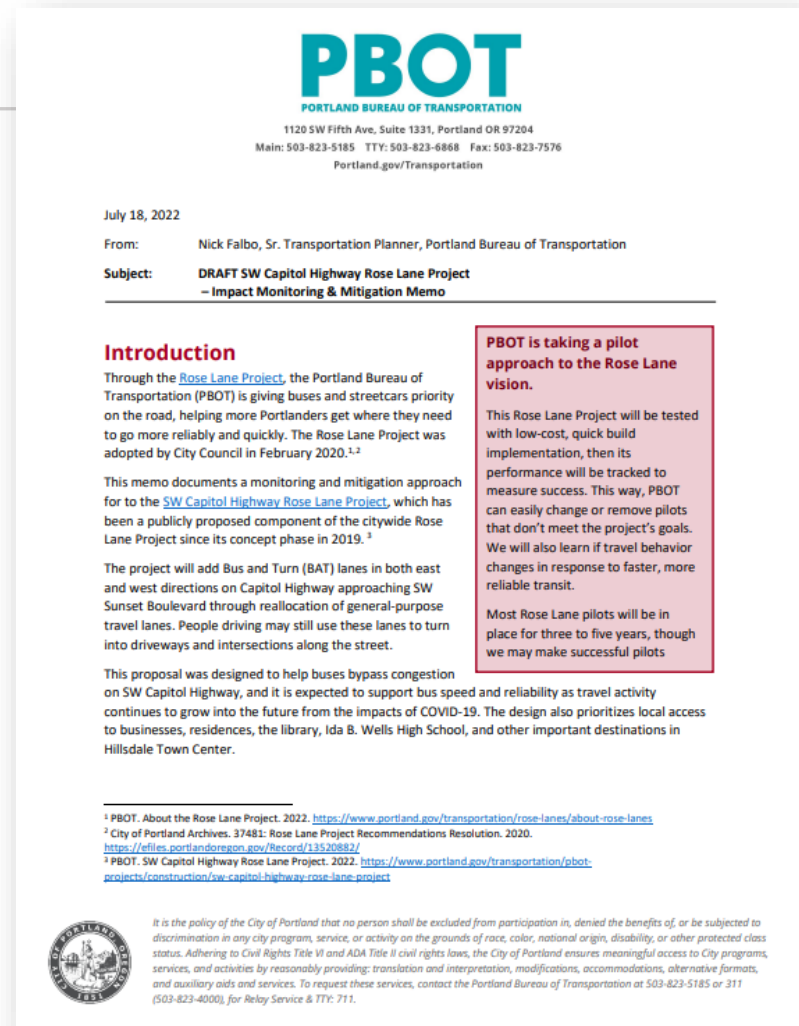 PBOT
PORTLAND BUREAU OF TRANSPORTATION
1120 SW Fifth Ave, Suite 1331, Portland OR 97204
Main: 503-823-5185 TTY: 503-823-6868 Fax: 503-823-7576
Portland.gov/Transportation
July 18, 2022
From: Nick Falbo, Sr. Transportation Planner, Portland Bureau of Transportation
Subject: DRAFT SW Capitol Highway Rose Lane Project
– Impact Monitoring & Mitigation Memo
Introduction
Through the Rose Lane Project, the Portland Bureau of
Transportation (PBOT) is giving buses and streetcars priority
on the road, helping more Portlanders get where they need
to go more reliably and quickly. The Rose Lane Project was
adopted by City Council in February 2020.1,2
This memo documents a monitoring and mitigation approach
for to the SW Capitol Highway Rose Lane Project, which has
been a publicly proposed component of the citywide Rose
Lane Project since its concept phase in 2019. 3
The project will add Bus and Turn (BAT) lanes in both east
and west directions on Capitol Highway approaching SW
Sunset Boulevard through reallocation of general-purpose
travel lanes. People driving may still use these lanes to turn
into driveways and intersections along the street.
This proposal was designed to help buses bypass congestion
on SW Capitol Highway, and it is expected to support bus speed and reliability as travel activity
continues to grow into the future from the impacts of COVID-19. The design also prioritizes local access
to businesses, residences, the library, Ida B. Wells High School, and other important destinations in
Hillsdale Town Center.
PBOT is taking a pilot
approach to the Rose Lane
vision.
This Rose Lane Project will be tested
with low-cost, quick build
implementation, then its
performance will be tracked to
measure success. This way, PBOT
can easily change or remove pilots
that don't meet the project's goals.
We will also learn if travel behavior
changes in response to faster, more
reliable transit.
Most Rose Lane pilots will be in
place for three to five years, though
we may make successful pilots
1 PBOT. About the Rose Lane Project. 2022. https://www.portland.gov/transportation/rose-lanes/about-rose-lanes
2 City of Portland Archives. 37481: Rose Lane Project Recommendations Resolution. 2020.
https://efiles.portlandoregon.gov/Record/13520882/
3 PBOT. SW Capitol Highway Rose Lane Project. 2022. https://www.portland.gov/transportation/pbot-
projects/construction/sw-capitol-highway-rose-lane-project
CITY OF PORTLAND, OREGON
1851
It is the policy of the City of Portland that no person shall be excluded from participation in, denied the benefits of, or be subjected to
discrimination in any city program, service, or activity on the grounds of race, color, national origin, disability, or other protected class
status. Adhering to Civil Rights Title VI and ADA Title II civil rights laws, the City of Portland ensures meaningful access to City programs,
services, and activities by reasonably providing: translation and interpretation, modifications, accommodations, alternative formats,
and auxiliary aids and services. To request these services, contact the Portland Bureau of Transportation at 503-823-5185 or 311
(503-823-4000), for Relay Service & TTY: 711.